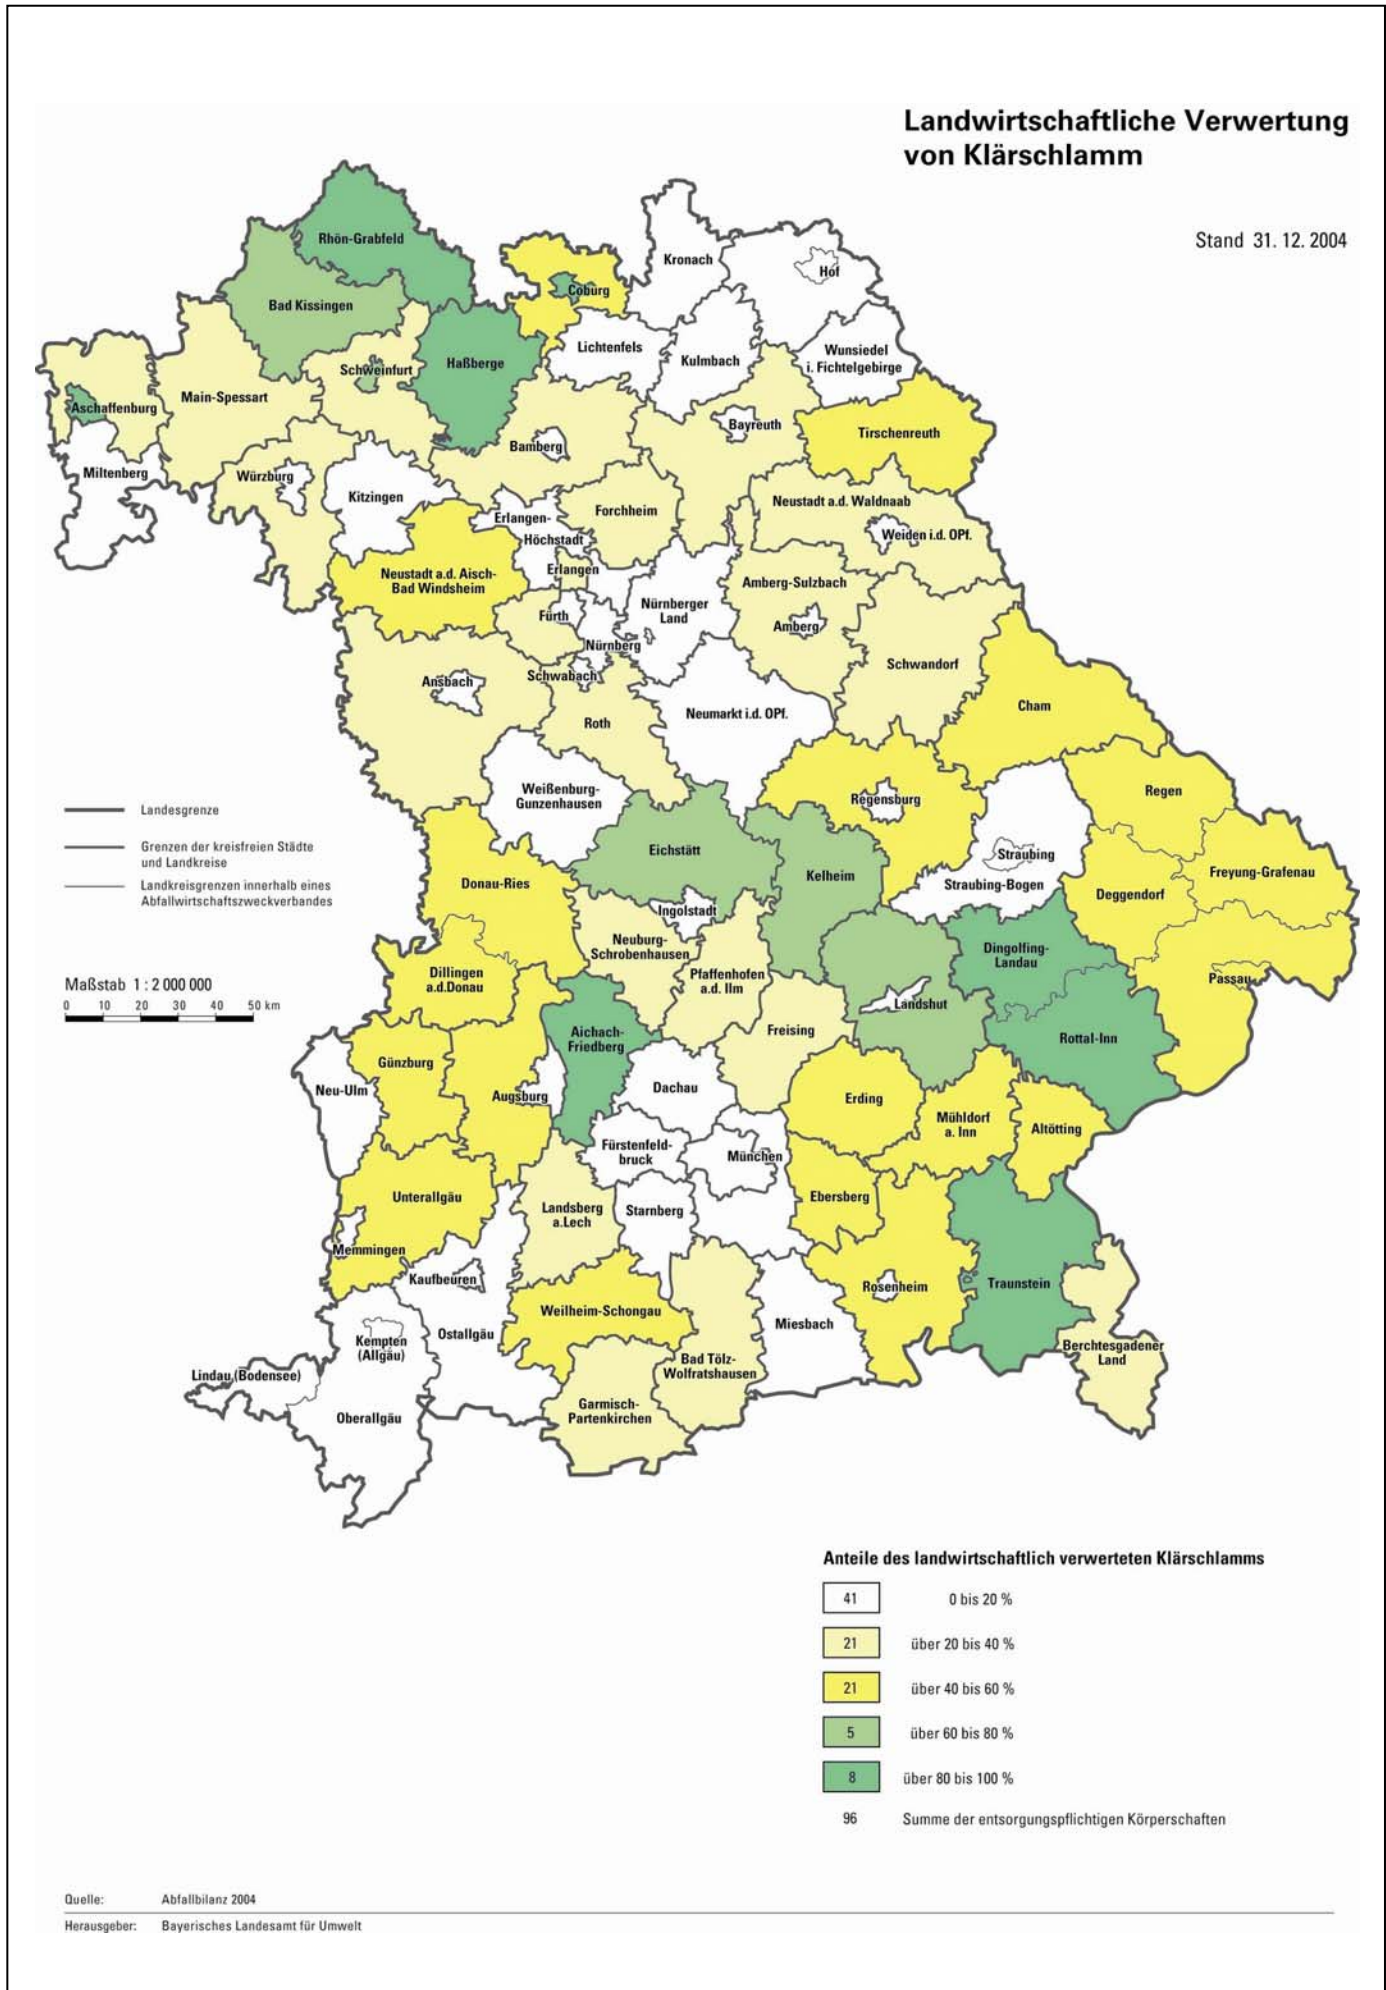 Landwirtschaftliche Verwertung
von Klärschlamm
Stand 31. 12. 2004
Rhön-Grabfeld
Kronach
Hof
Coburg
Bad Kissingen
Lichtenfels
Kulmbach
Wunsiedel
i. Fichtelgebirge
Haßberge
Schweinfurt
Main-Spessart
Aschaffenburg
Bayreuth
Tirschenreuth
Bamberg
Miltenberg
Würzburg
Kitzingen
Neustadt a.d. Waldnaab
Forchheim
Erlangen-
Höchstadt
Weiden i.d. OPf.
Erlangen
Neustadt a.d. Aisch-
Bad Windsheim
Amberg-Sulzbach
Nürnberger
Land
Fürth
Amberg
Nürnberg
Schwandorf
Schwabach
Ansbach
Cham
Neumarkt i.d. OPf.
Roth
Weißenburg-
Gunzenhausen
Regensburg
Regen
Landesgrenze
Grenzen der kreisfreien Städte
und Landkreise
Landkreisgrenzen innerhalb eines
Abfallwirtschaftszweckverbandes
Eichstätt
Straubing
Kelheim
Freyung-Grafenau
Donau-Ries
Straubing-Bogen
Deggendorf
Ingolstadt
Neuburg-
Schrobenhausen
Dingolfing-
Landau
Pfaffenhofen
a.d. Ilm
Dillingen
a.d.Donau
Passau
Maßstab 1 : 2 000 000
0 10 20 30 40 50 km
Landshut
Aichach-
Friedberg
Freising
Rottal-Inn
Günzburg
Neu-Ulm
Dachau
Augsburg
Erding
Mühldorf
a. Inn
Altötting
Fürstenfeld-
bruck
München
Unterallgäu
Ebersberg
Landsberg
a.Lech
Starnberg
Memmingen
Kaufbeuren
Rosenheim
Traunstein
Weilheim-Schongau
Miesbach
Ostallgäu
Kempten
(Allgäu)
Berchtesgadener
Land
Bad Tölz-
Wolfratshausen
Lindau (Bodensee)
Oberallgäu
Garmisch-
Partenkirchen
Anteile des landwirtschaftlich verwerteten Klärschlamms
41 0 bis 20 %
21 über 20 bis 40 %
21 über 40 bis 60 %
5 über 60 bis 80 %
8 über 80 bis 100 %
96 Summe der entsorgungspflichtigen Körperschaften
Quelle: Abfallbilanz 2004
Herausgeber: Bayerisches Landesamt für Umwelt